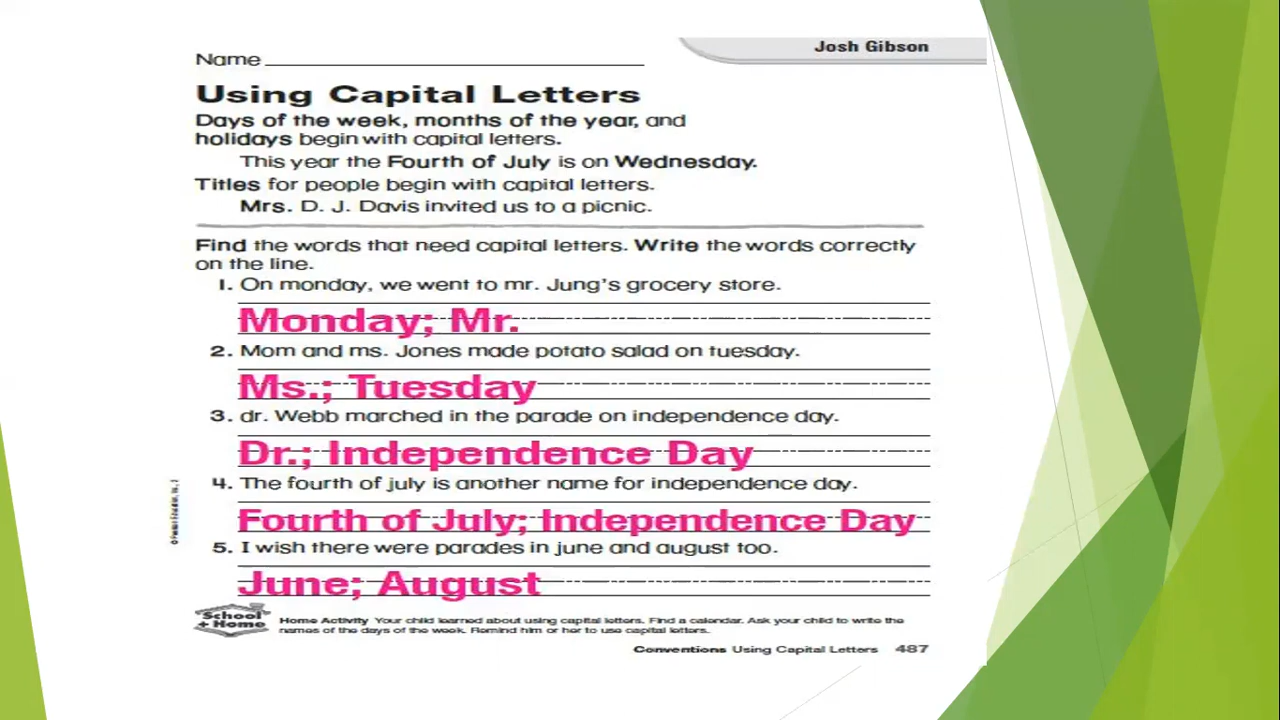 Josh Gibson
Name
Using Capital Letters
Days of the week, months of the year, and
holidays begin with capital letters.
This year the Fourth of July is on Wednesday.
Titles for people begin with capital letters.
Mrs. D. J. Davis invited us to a picnic.
Find the words that need capital letters. Write the words correctly
on the line.
1. On monday, we went to mr. Jung's grocery store.
Monday; Mr.
2. Mom and ms. Jones made potato salad on tuesday.
Ms.; Tuesday
3. dr. Webb marched in the parade on independence day.
Dr.; Independence Day
4. The fourth of july is another name for independence day.
Fourth of July; Independence Day
5. I wish there were parades in june and august too.
June; August
School
+ Home
Home Activity Your child learned about using capital letters. Find a calendar. Ask your child to write the
names of the days of the week. Remind him or her to use capital letters.
Conventions Using Capital Letters 487